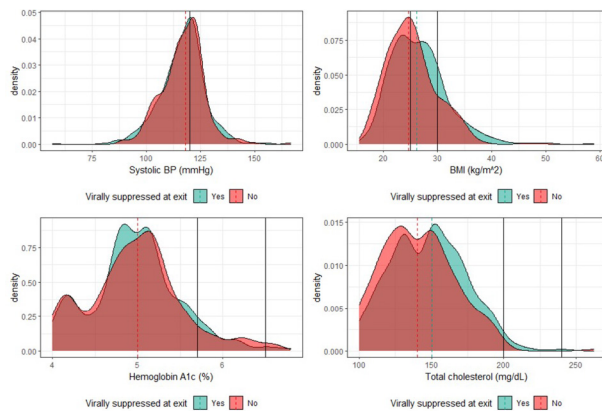 0.05
0.04
0.03
0.02
0.01
0.00
density
75
100
125
150
Systolic BP (mmHg)
Virally suppressed at exit Yes No
0.075
0.050
0.025
0.000
density
20
30
40
50
60
BMI (kg/m^2)
Virally suppressed at exit Yes No
0.75
0.50
0.25
0.00
density
4
5
6
Hemoglobin A1c (%)
Virally suppressed at exit Yes No
0.015
0.010
0.005
0.000
density
100
150
200
250
Total cholesterol (mg/dL)
Virally suppressed at exit Yes No